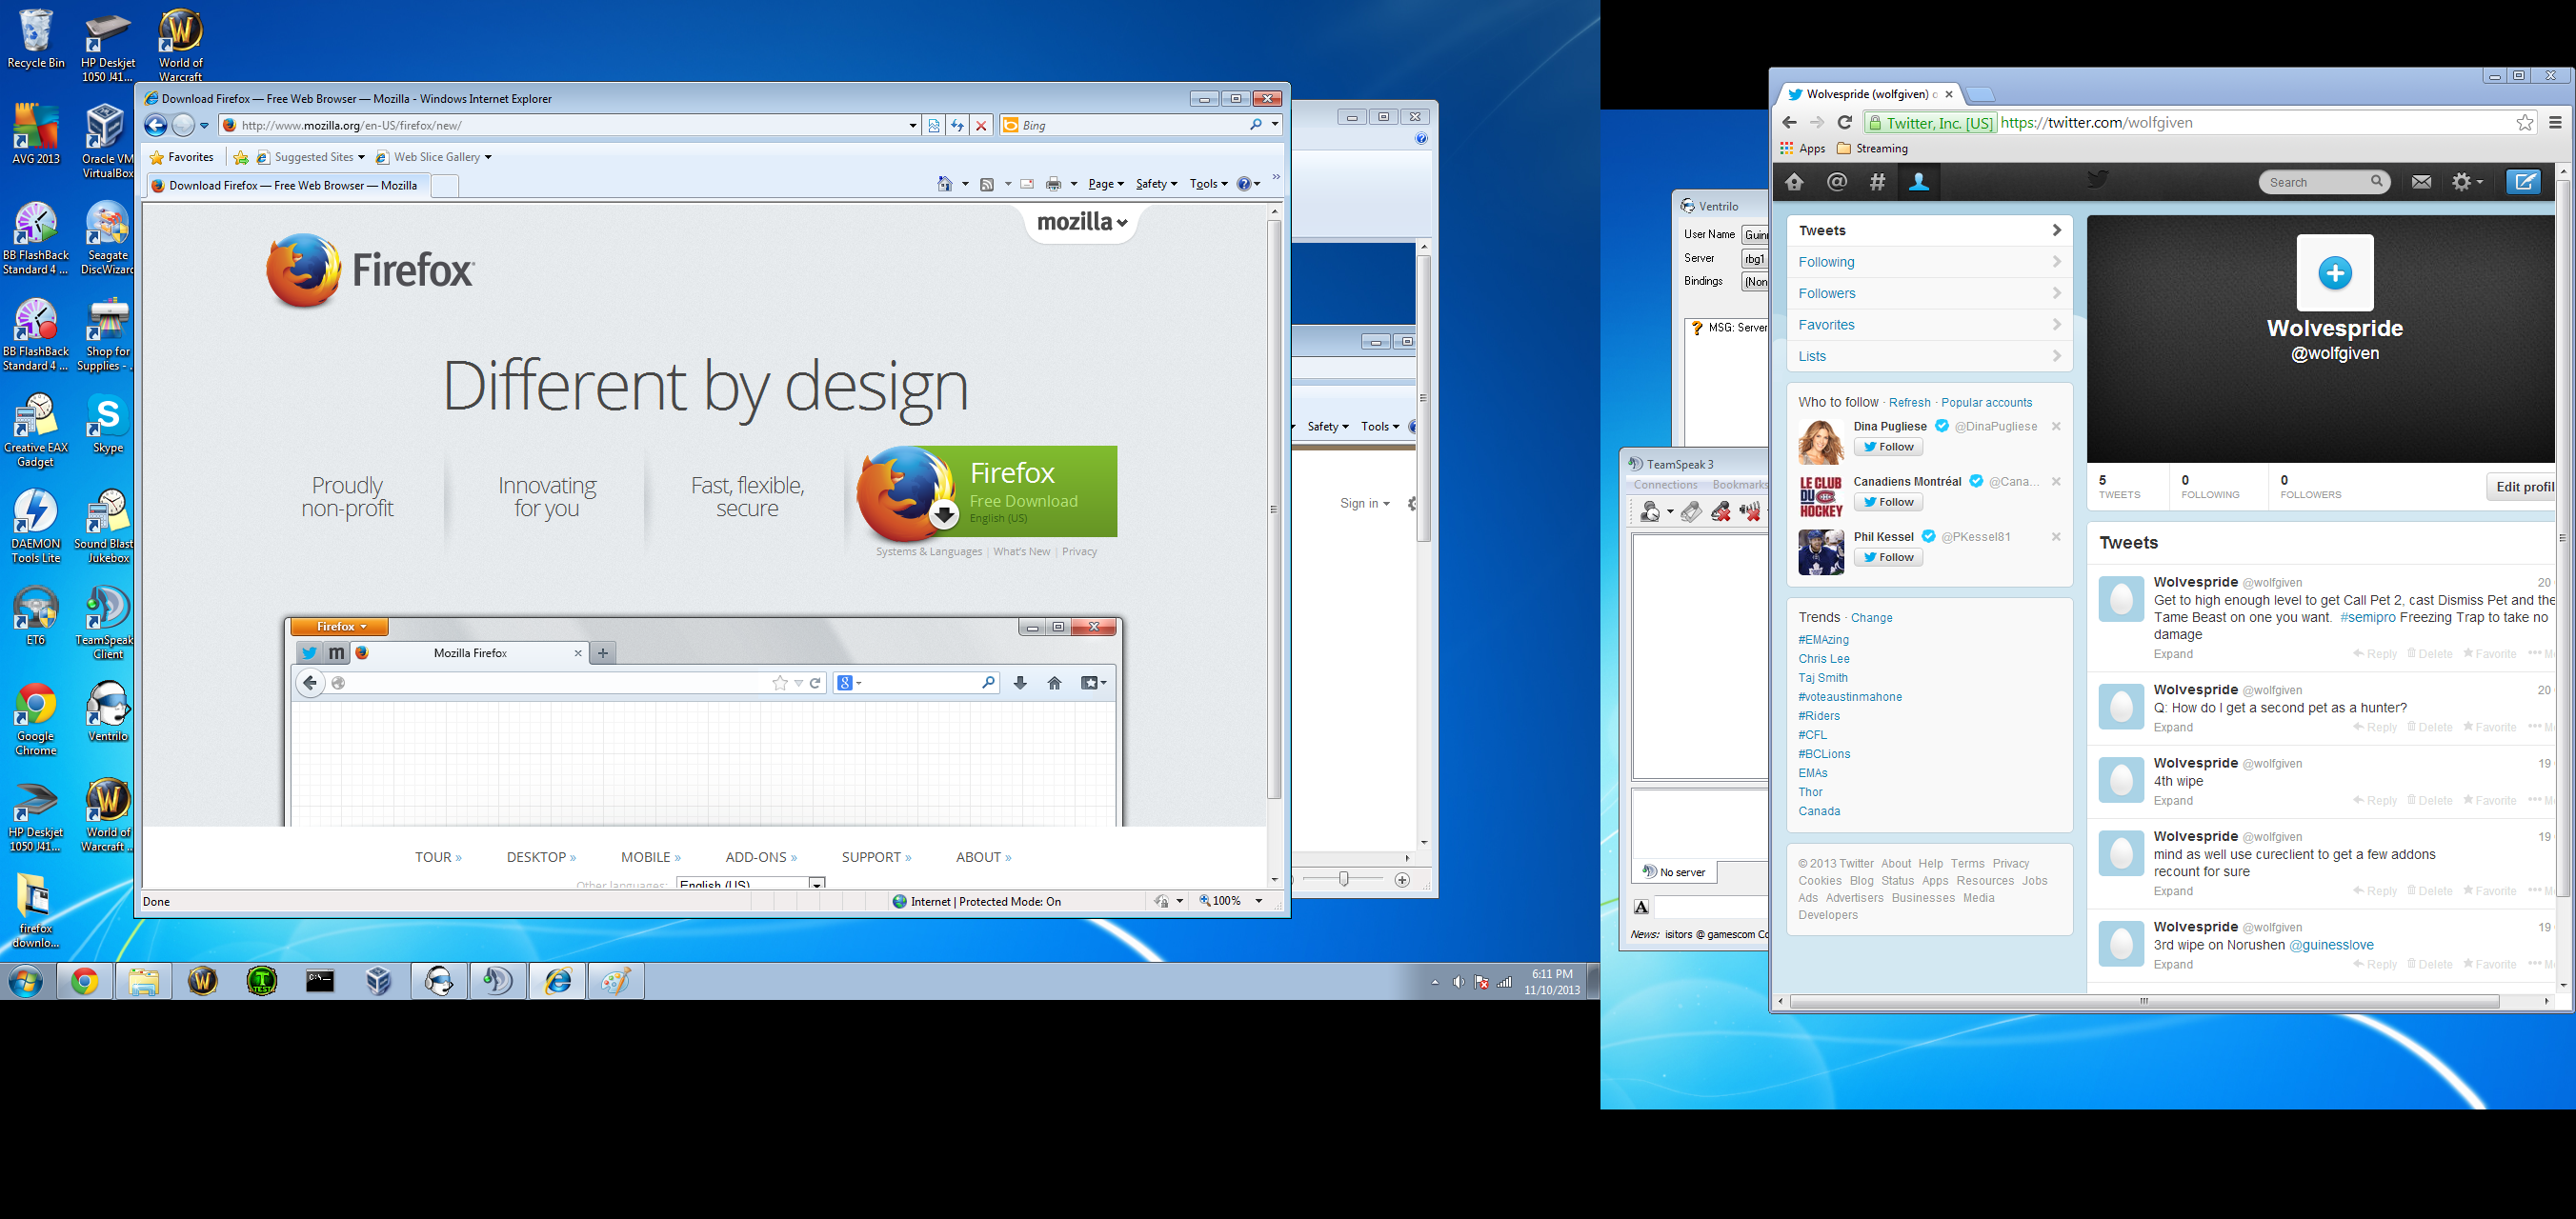 Recycle Bin
HP Deskjet
1050 J41...
World of
Warcraft
AVG 2013
Oracle VM
VirtualBox
BB FlashBack
Standard 4 ...
Seagate
DiscWizard
BB FlashBack
Standard 4 ...
Shop for
Supplies - .
Creative EAX
Gadget
Skype
DAEMON
Tools Lite
Sound Blast
Jukebox
ET6
TeamSpeak
Client
Google
Chrome
Ventrilo
HP Deskjet
1050 J41...
World of
Warcraft ..
firefox
downlo...
Download Firefox — Free Web Browser — Mozilla - Windows Internet Explorer
http://www.mozilla.org/en-US/firefox/new/
Bing
Favorites
Suggested Sites
Web Slice Gallery
Download Firefox — Free Web Browser — Mozilla
Page
Safety
Tools
mozilla
Firefox
Different by design
Proudly
non-profit
Innovating
for you
Fast, flexible,
secure
Firefox
Free Download
English (US)
Systems & Languages | What's New | Privacy
Firefox
m
Mozilla Firefox
TOUR »
DESKTOP »
MOBILE »
ADD-ONS »
SUPPORT »
ABOUT »
Other languages:
English (US)
Done
Internet | Protected Mode: On
100%
Safety
Tools
Sign in
6:11 PM
11/10/2013
Ventrilo
User Name
Guin
Server
rbg1
Bindings
(Non
MSG: Server
TeamSpeak 3
Connections
Bookmarks
No server
A
News: isitors @ gamescom Co
Wolvespride (wolfgiven) o
Twitter, Inc. [US]
https://twitter.com/wolfgiven
Apps
Streaming
@
#
Search
Tweets
Following
Followers
Favorites
Lists
Wolvespride
@wolfgiven
5
TWEETS
0
FOLLOWING
0
FOLLOWERS
Edit profil
Who to follow · Refresh · Popular accounts
Dina Pugliese @DinaPugliese
Follow
LE CLUB
DU
HOCKEY
Canadiens Montréal @Cana...
Follow
Phil Kessel @PKessel81
Follow
Trends · Change
#EMAzing
Chris Lee
Taj Smith
#voteaustinmahone
#Riders
#CFL
#BCLions
EMAs
Thor
Canada
© 2013 Twitter About Help Terms Privacy
Cookies Blog Status Apps Resources Jobs
Ads Advertisers Businesses Media
Developers
Tweets
Wolvespride @wolfgiven
20
Get to high enough level to get Call Pet 2, cast Dismiss Pet and the
Tame Beast on one you want. #semipro Freezing Trap to take no
damage
Expand
Reply Delete Favorite ••• M
Wolvespride @wolfgiven
20
Q: How do I get a second pet as a hunter?
Expand
Reply Delete Favorite ••• M
Wolvespride @wolfgiven
19
4th wipe
Expand
Reply Delete Favorite ••• M
Wolvespride @wolfgiven
19
mind as well use cureclient to get a few addons
recount for sure
Expand
Reply Delete Favorite ••• M
Wolvespride @wolfgiven
19
3rd wipe on Norushen @guinesslove
Expand
Reply Delete Favorite ••• M